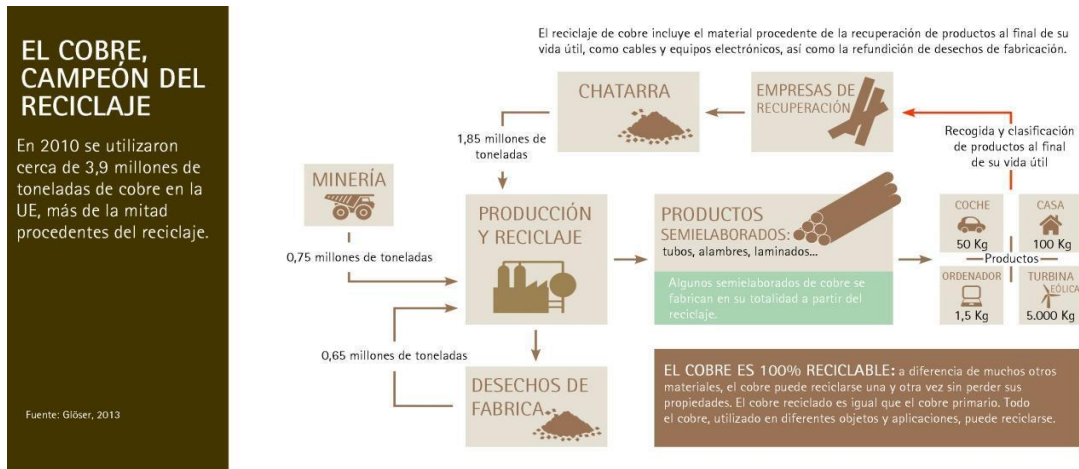 EL COBRE,
CAMPEÓN DEL
RECICLAJE
En 2010 se utilizaron
cerca de 3,9 millones de
toneladas de cobre en la
UE, más de la mitad
procedentes del reciclaje.
Fuente: Glöser, 2013
El reciclaje de cobre incluye el material procedente de la recuperación de productos al final de su
vida útil, como cables y equipos electrónicos, así como la refundición de desechos de fabricación.
CHATARRA
EMPRESAS DE
RECUPERACIÓN
1,85 millones de
toneladas
Recogida y clasificación
de productos al final
de su vida útil
MINERÍA
0,75 millones de toneladas
PRODUCCIÓN
Y RECICLAJE
PRODUCTOS
SEMIELABORADOS:
tubos, alambres, laminados...
Algunos semielaborados de cobre se
fabrican en su totalidad a partir del
reciclaje.
COCHE
50 Kg
CASA
100 Kg
Productos
ORDENADOR
1,5 Kg
TURBINA
EÓLICA
5.000 Kg
0,65 millones de toneladas
DESECHOS DE
FABRICA
EL COBRE ES 100% RECICLABLE: a diferencia de muchos otros
materiales, el cobre puede reciclarse una y otra vez sin perder sus
propiedades. El cobre reciclado es igual que el cobre primario. Todo
el cobre, utilizado en diferentes objetos y aplicaciones, puede reciclarse.